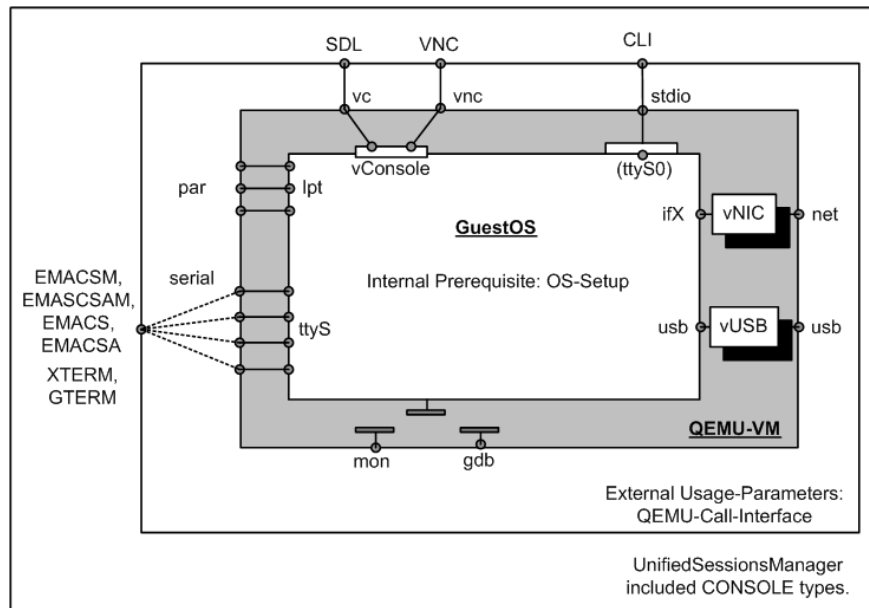 SDL
VNC
CLI
vc
vnc
stdio
vConsole
(ttyS0)
par
lpt
ifX
vNIC
net
GuestOS
Internal Prerequisite: OS-Setup
serial
EMACSM,
EMASCSAM,
EMACS,
EMACSA
XTERM,
GTERM
ttyS
usb
vUSB
usb
QEMU-VM
mon
gdb
External Usage-Parameters:
QEMU-Call-Interface
UnifiedSessionsManager
included CONSOLE types.